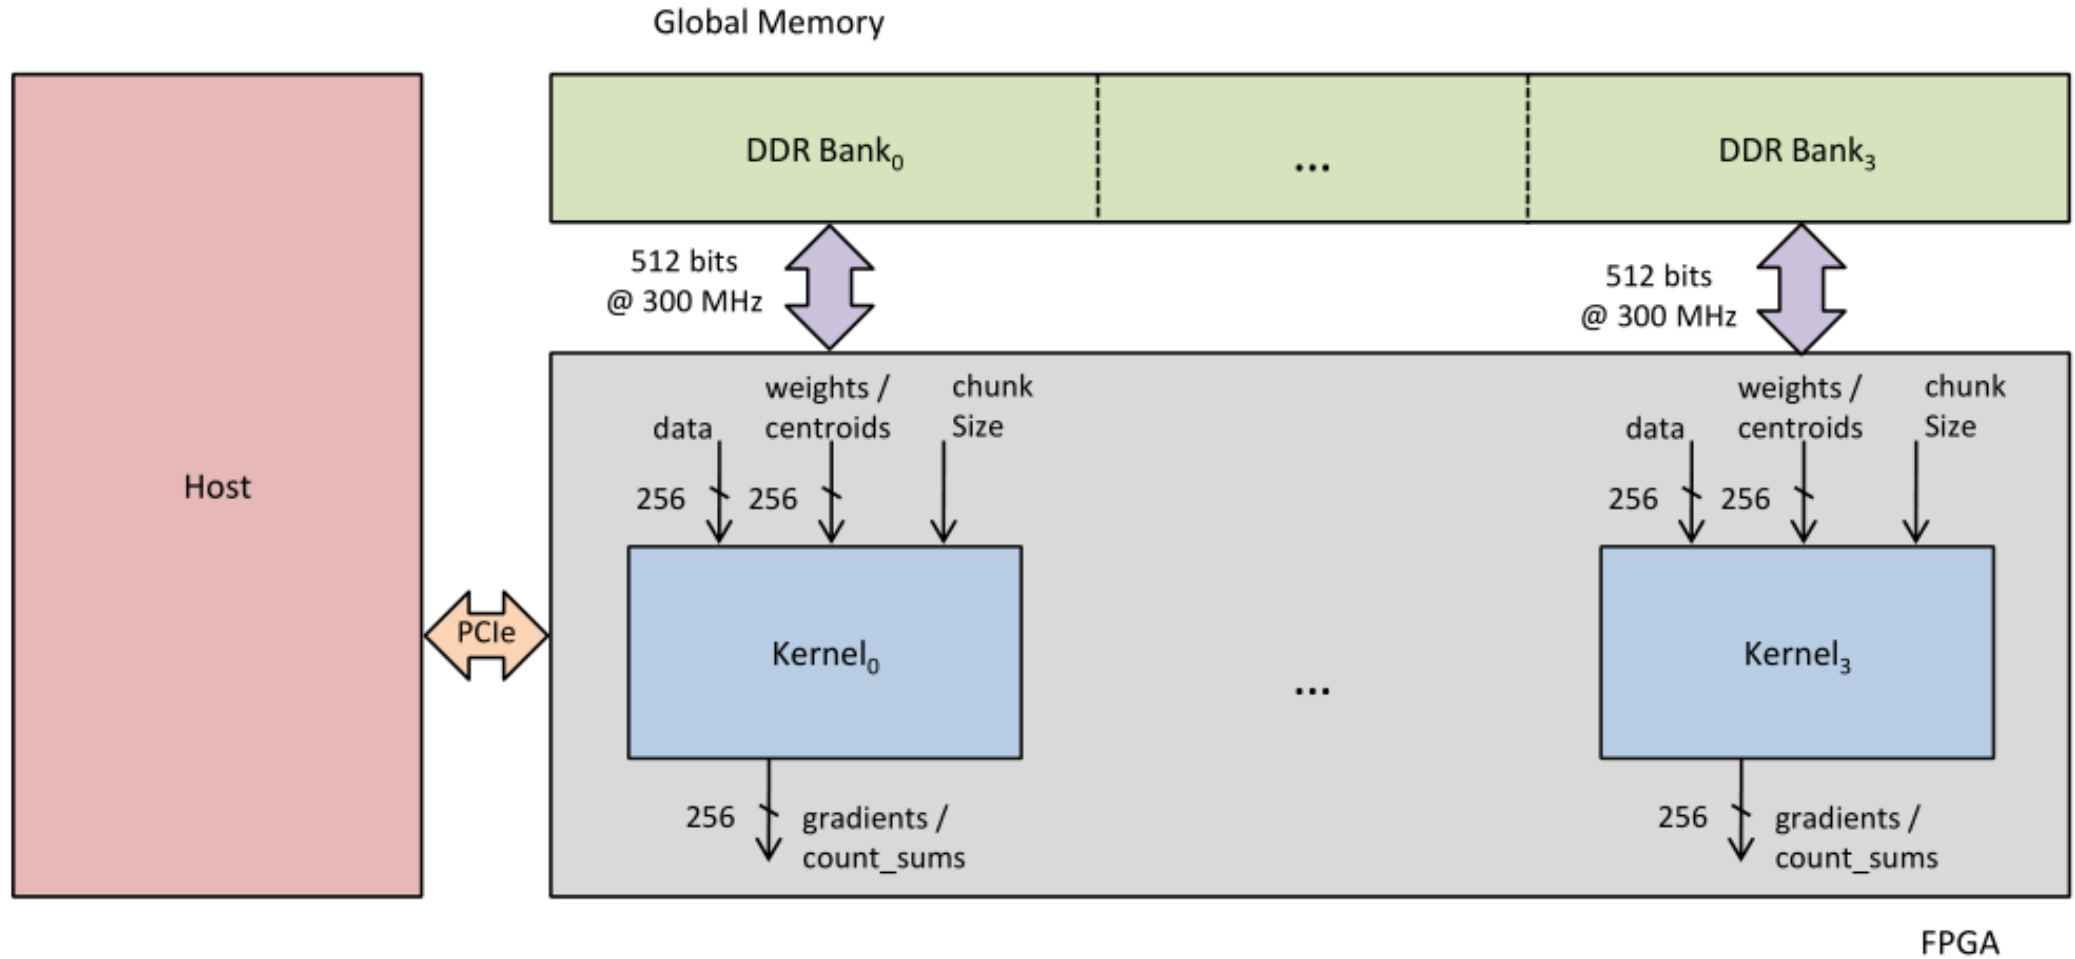 Global Memory
DDR Bank0
...
DDR Bank3
512 bits
@ 300 MHz
512 bits
@ 300 MHz
Host
PCIe
data
weights /
centroids
chunk
Size
256
256
Kernel0
256
gradients /
count_sums
...
data
weights /
centroids
chunk
Size
256
256
Kernel3
256
gradients /
count_sums
FPGA